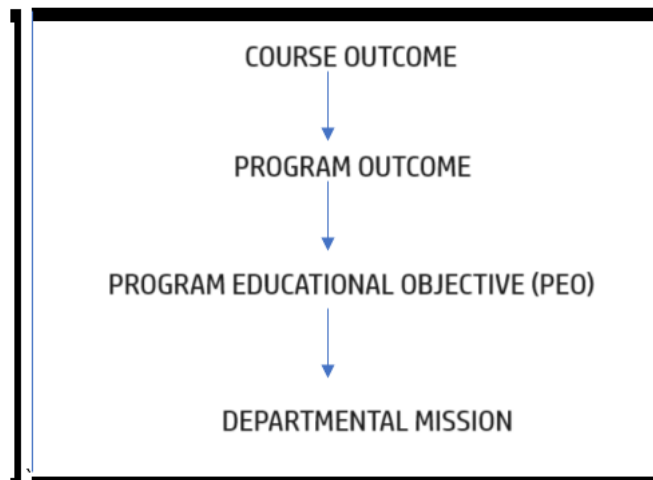 COURSE OUTCOME
PROGRAM OUTCOME
PROGRAM EDUCATIONAL OBJECTIVE (PEO)
DEPARTMENTAL MISSION
`